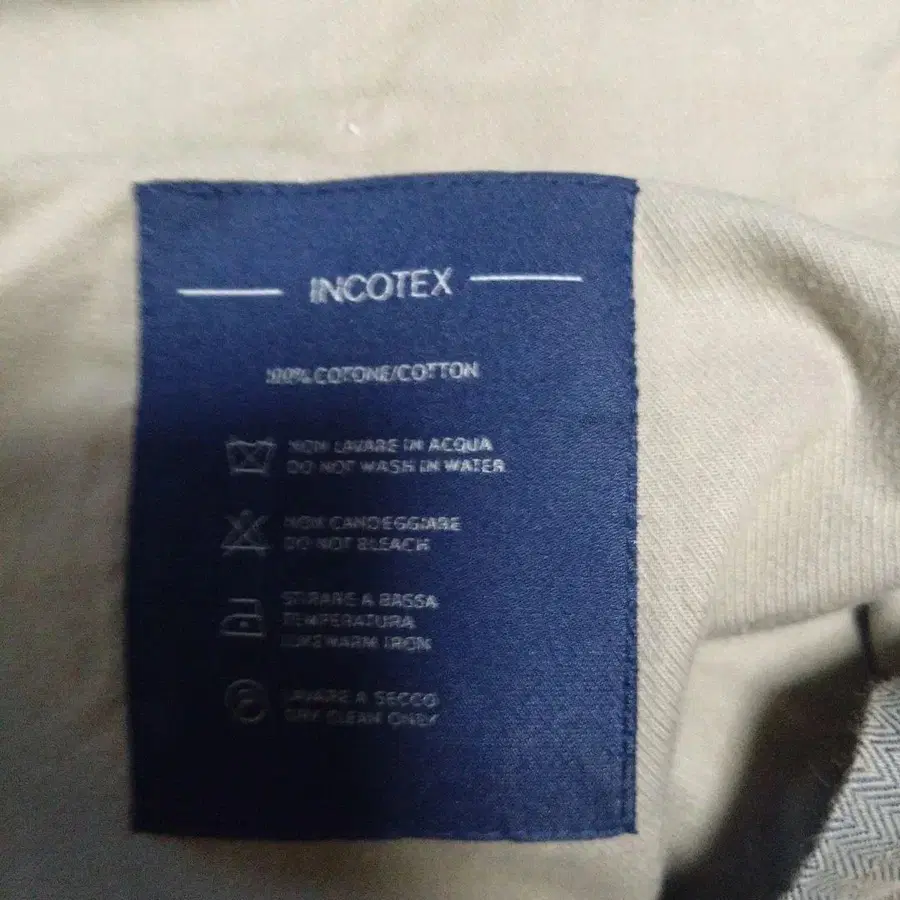 INCOTEX
100% COTONE/COTTON
NON LAVARE IN ACQUA
DO NOT WASH IN WATER
NON CANDEGGIARE
DO NOT BLEACH
STIRARE A BASSA
TEMPERATURA
LUKEWARM IRON
LAVARE A SECCO
DRY CLEAN ONLY